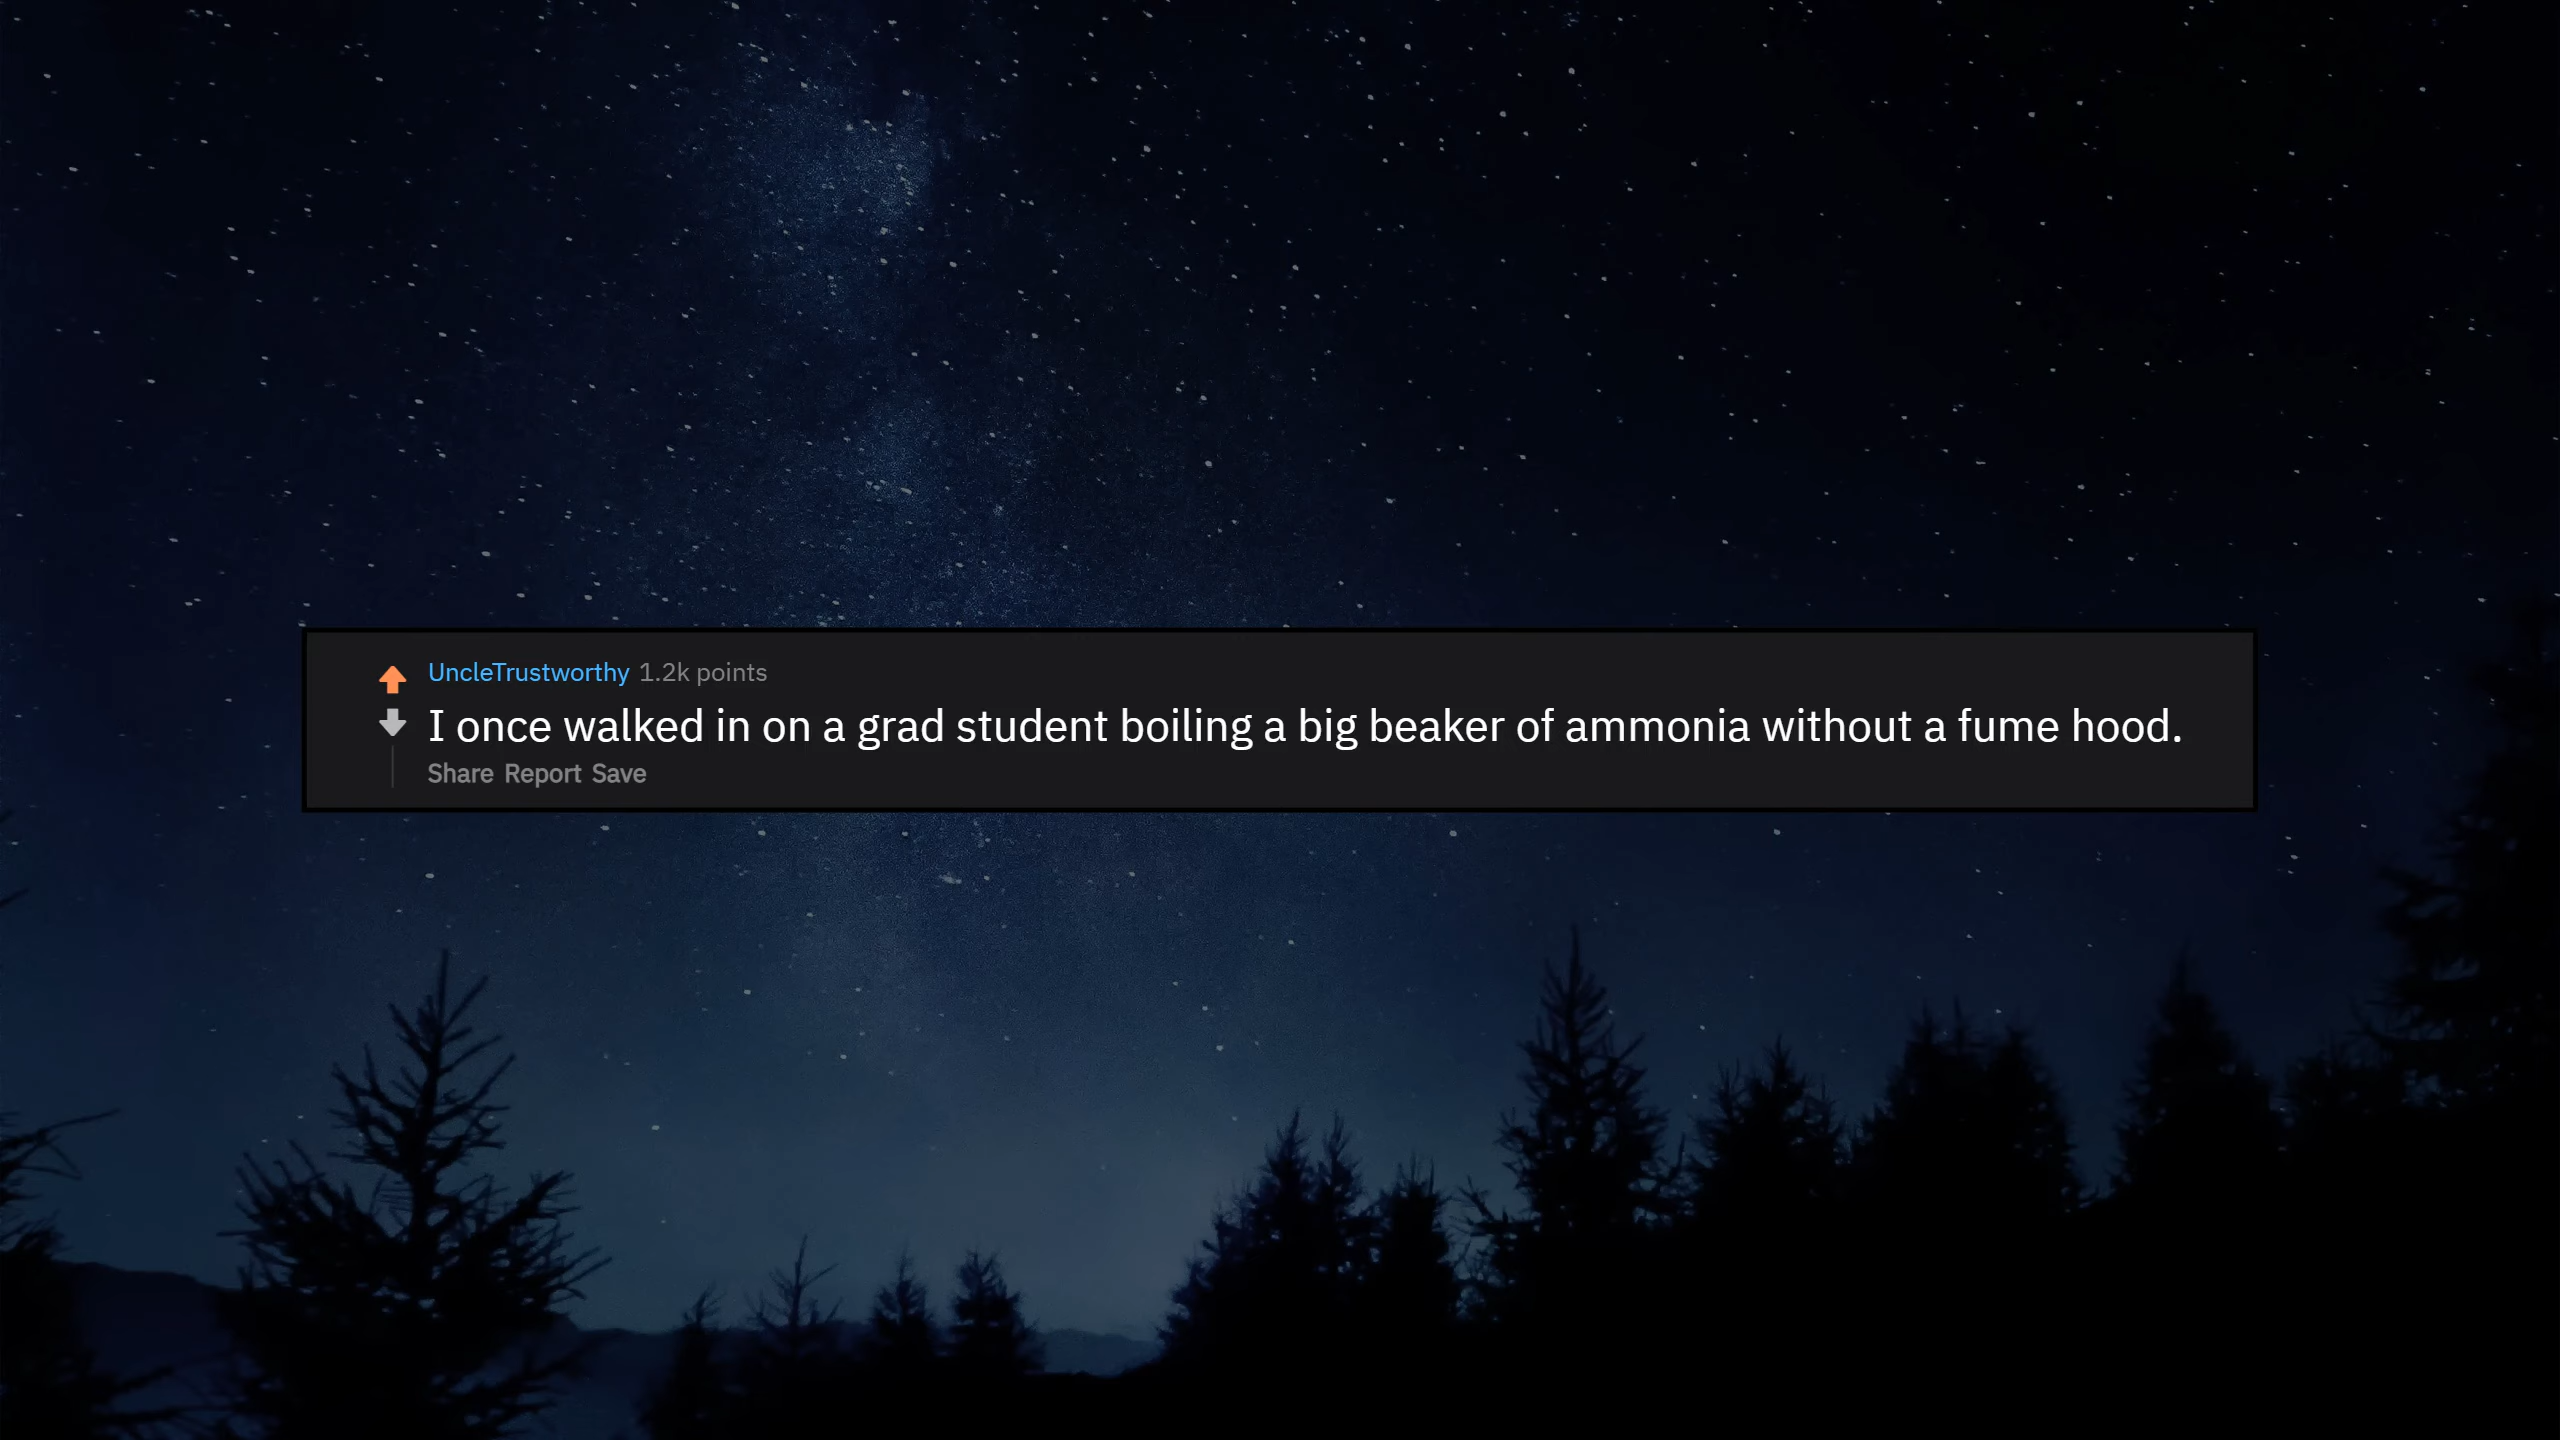 UncleTrustworthy 1.2k points
I once walked in on a grad student boiling a big beaker of ammonia without a fume hood.
Share Report Save